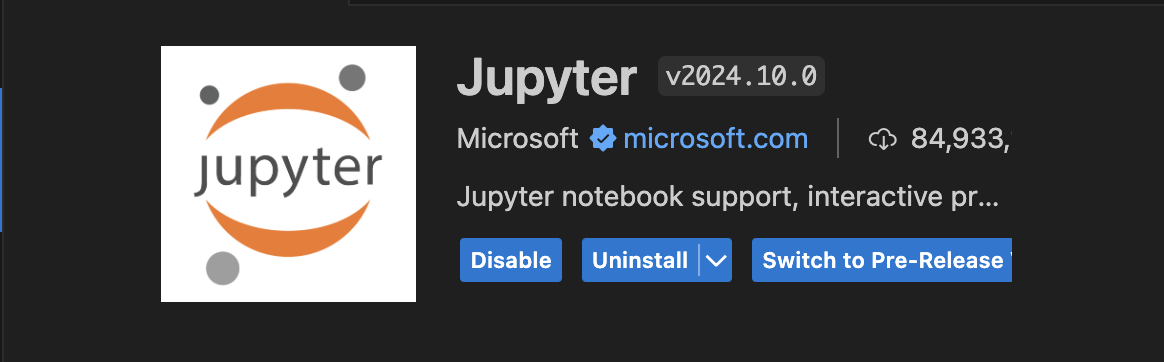 jupyter
Jupyter v2024.10.0
Microsoft microsoft.com 84,933,
Jupyter notebook support, interactive pr...
Disable Uninstall Switch to Pre-Release